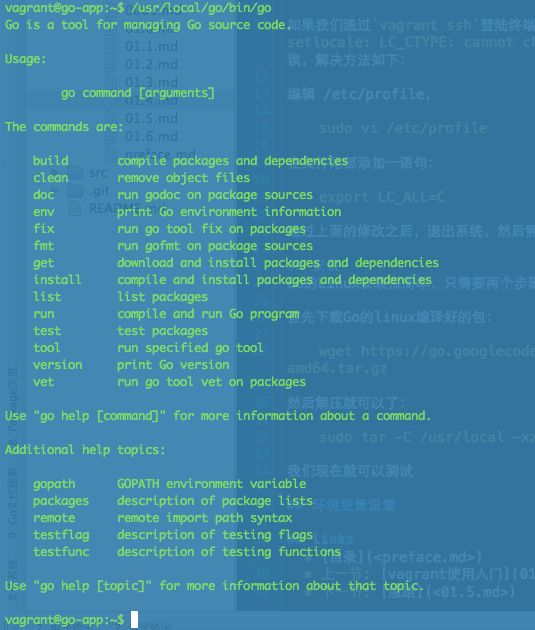 vagrant@go-app:~$ /usr/local/go/bin/go
Go is a tool for managing Go source code.
Usage:
go command [arguments]
The commands are:
build compile packages and dependencies
clean remove object files
doc run godoc on package sources
env print Go environment information
fix run go tool fix on packages
fmt run gofmt on package sources
get download and install packages and dependencies
install compile and install packages and dependencies
list list packages
run compile and run Go program
test test packages
tool run specified go tool
version print Go version
vet run go tool vet on packages
Use "go help [command]" for more information about a command.
Additional help topics:
gopath GOPATH environment variable
packages description of package lists
remote remote import path syntax
testflag description of testing flags
testfunc description of testing functions
Use "go help [topic]" for more information about that topic.
vagrant@go-app:~$
01.1.md
01.2.md
01.3.md
01.4.md
01.5.md
01.6.md
preface.md
src
.git
如果我们通过`vagrant ssh`登陆终端
setlocale: LC_CTYPE: cannot
误，解决方法如下：
编辑 /etc/profile,
sudo vi /etc/profile
添加一语句：
export LC_ALL=C
过上面的修改之后，退出系统，然后
只需要两个步骤
首先下载Go的linux编译好的包：
wget https://go.googlecode
amd64.tar.gz
然后解压就可以了：
sudo tar -C /usr/local
我们现在就可以测试
## 环境变量设置
links
* [目录](<preface.md>)
* 上一节: [vagrant使用入门]
(<01.5.md>)